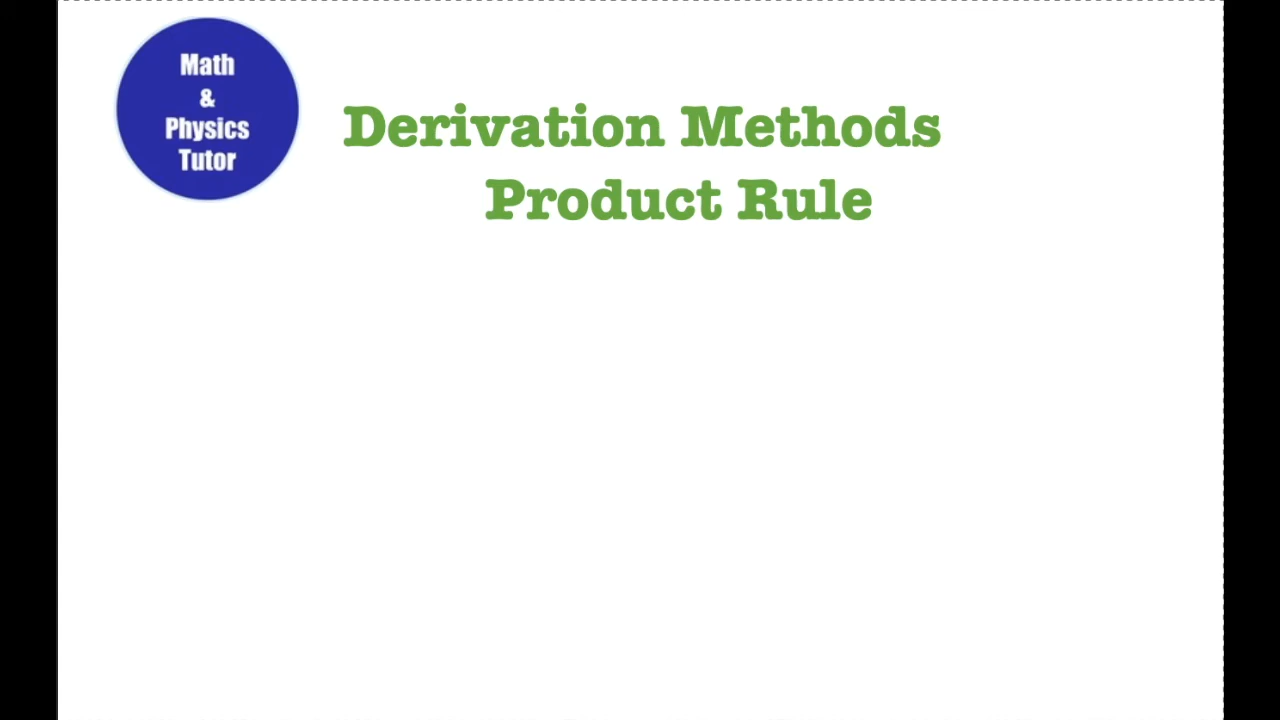 Math
&
Physics
Tutor
Derivation Methods
Product Rule